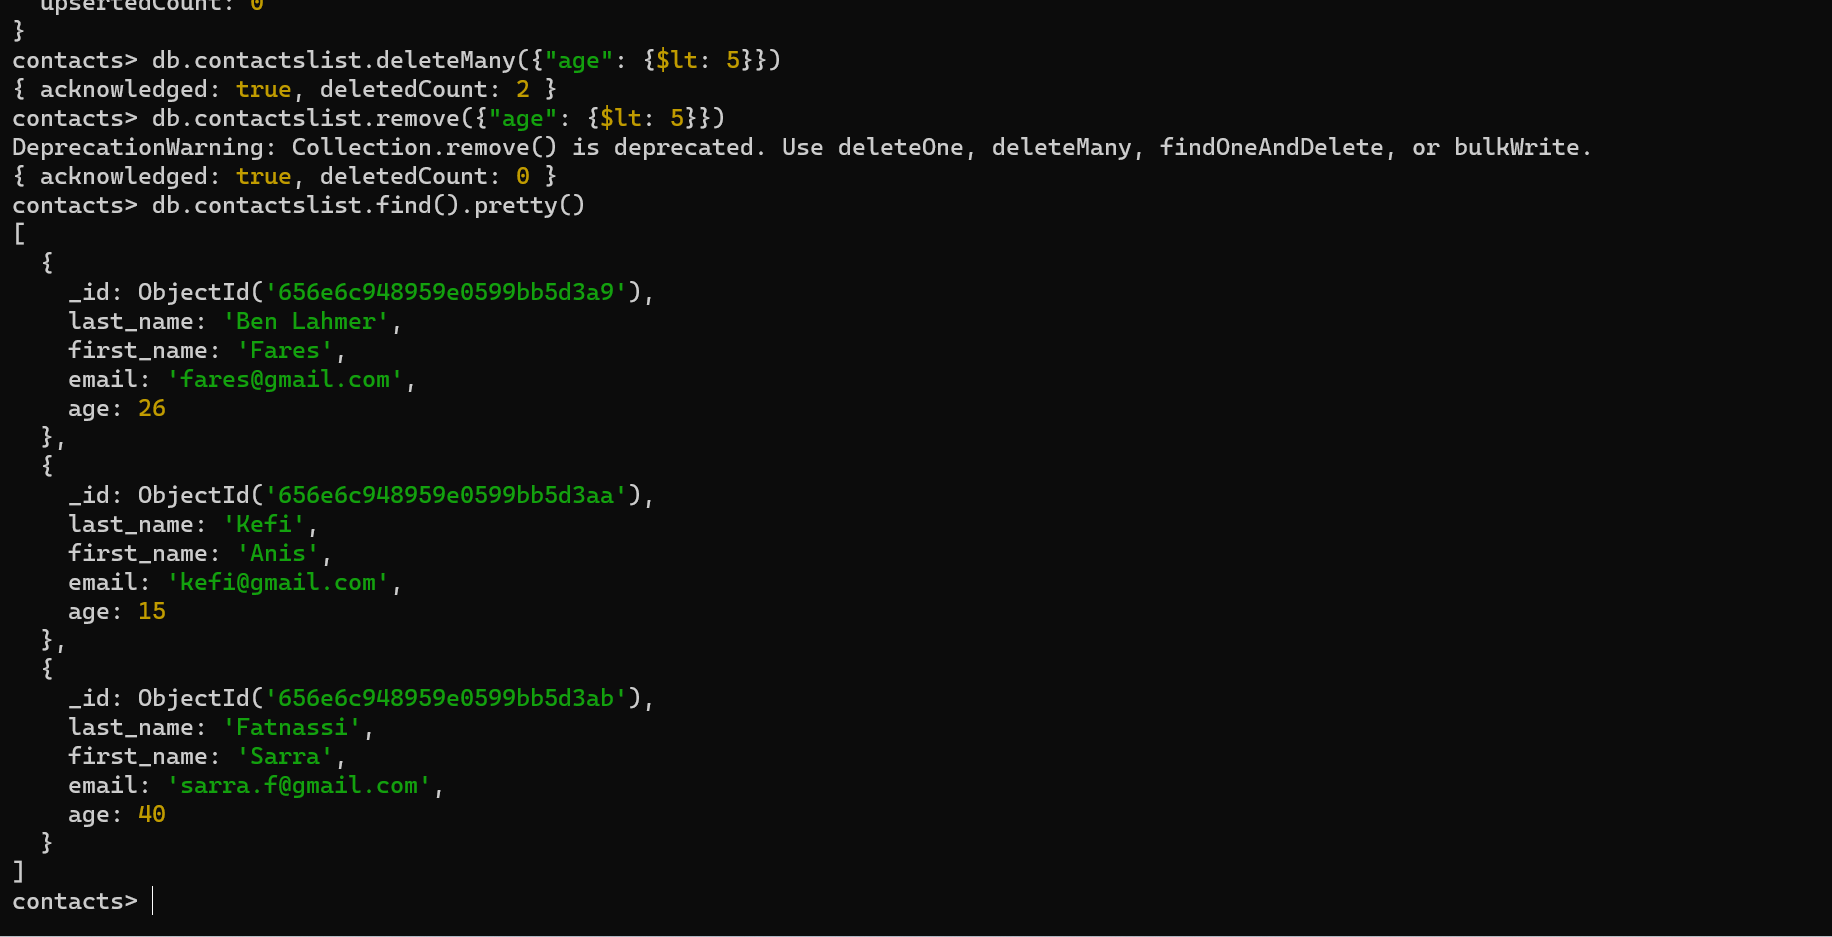 upsertedCount: 0
}
contacts> db.contactslist.deleteMany({"age": {$lt: 5}})
{ acknowledged: true, deletedCount: 2 }
contacts> db.contactslist.remove({"age": {$lt: 5}})
DeprecationWarning: Collection.remove() is deprecated. Use deleteOne, deleteMany, findOneAndDelete, or bulkWrite.
{ acknowledged: true, deletedCount: 0 }
contacts> db.contactslist.find().pretty()
[
  {
    _id: ObjectId('656e6c948959e0599bb5d3a9'),
    last_name: 'Ben Lahmer',
    first_name: 'Fares',
    email: 'fares@gmail.com',
    age: 26
  },
  {
    _id: ObjectId('656e6c948959e0599bb5d3aa'),
    last_name: 'Kefi',
    first_name: 'Anis',
    email: 'kefi@gmail.com',
    age: 15
  },
  {
    _id: ObjectId('656e6c948959e0599bb5d3ab'),
    last_name: 'Fatnassi',
    first_name: 'Sarra',
    email: 'sarra.f@gmail.com',
    age: 40
  }
]
contacts>